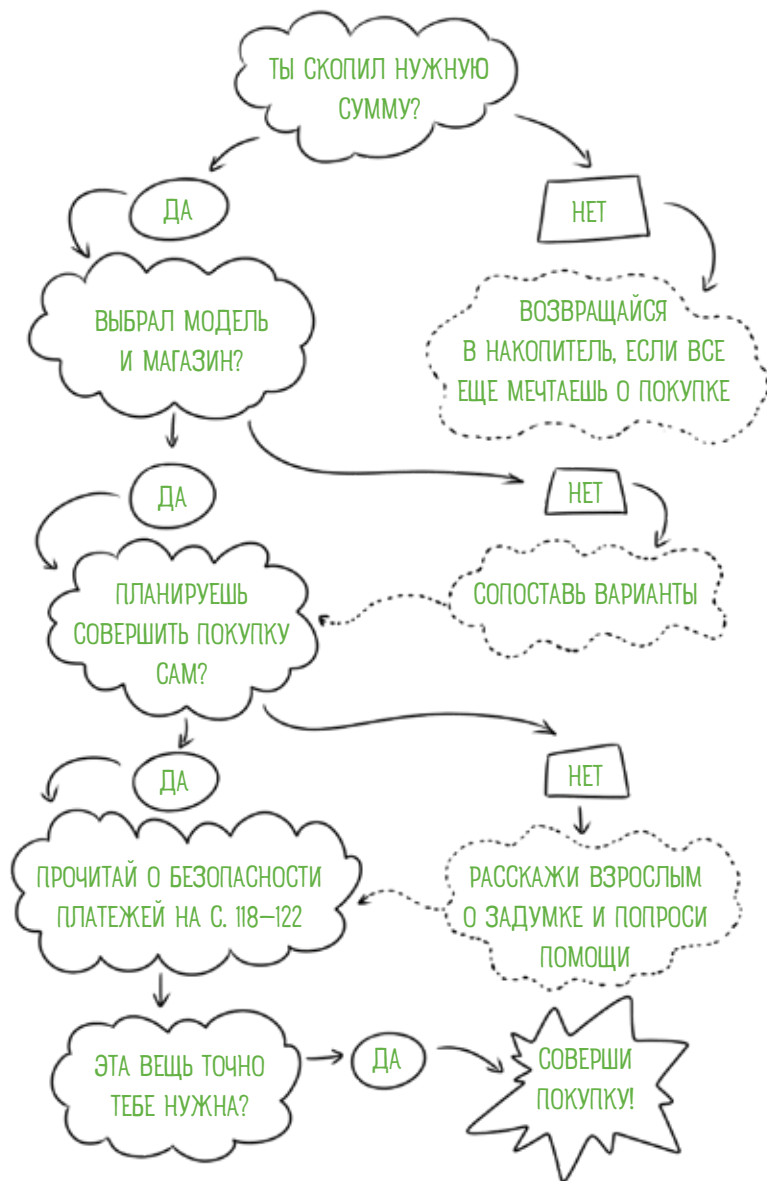 ТЫ СКОПИЛ НУЖНУЮ
СУММУ?
ДА
НЕТ
ВЫБРАЛ МОДЕЛЬ
И МАГАЗИН?
ВОЗВРАЩАЙСЯ
В НАКОПИТЕЛЬ, ЕСЛИ ВСЕ
ЕЩЕ МЕЧТАЕШЬ О ПОКУПКЕ
ДА
НЕТ
ПЛАНИРУЕШЬ
СОВЕРШИТЬ ПОКУПКУ
САМ?
СОПОСТАВЬ ВАРИАНТЫ
ДА
НЕТ
ПРОЧИТАЙ О БЕЗОПАСНОСТИ
ПЛАТЕЖЕЙ НА С. 118–122
РАССКАЖИ ВЗРОСЛЫМ
О ЗАДУМКЕ И ПОПРОСИ
ПОМОЩИ
ЭТА ВЕЩЬ ТОЧНО
ТЕБЕ НУЖНА?
ДА
СОВЕРШИ
ПОКУПКУ!